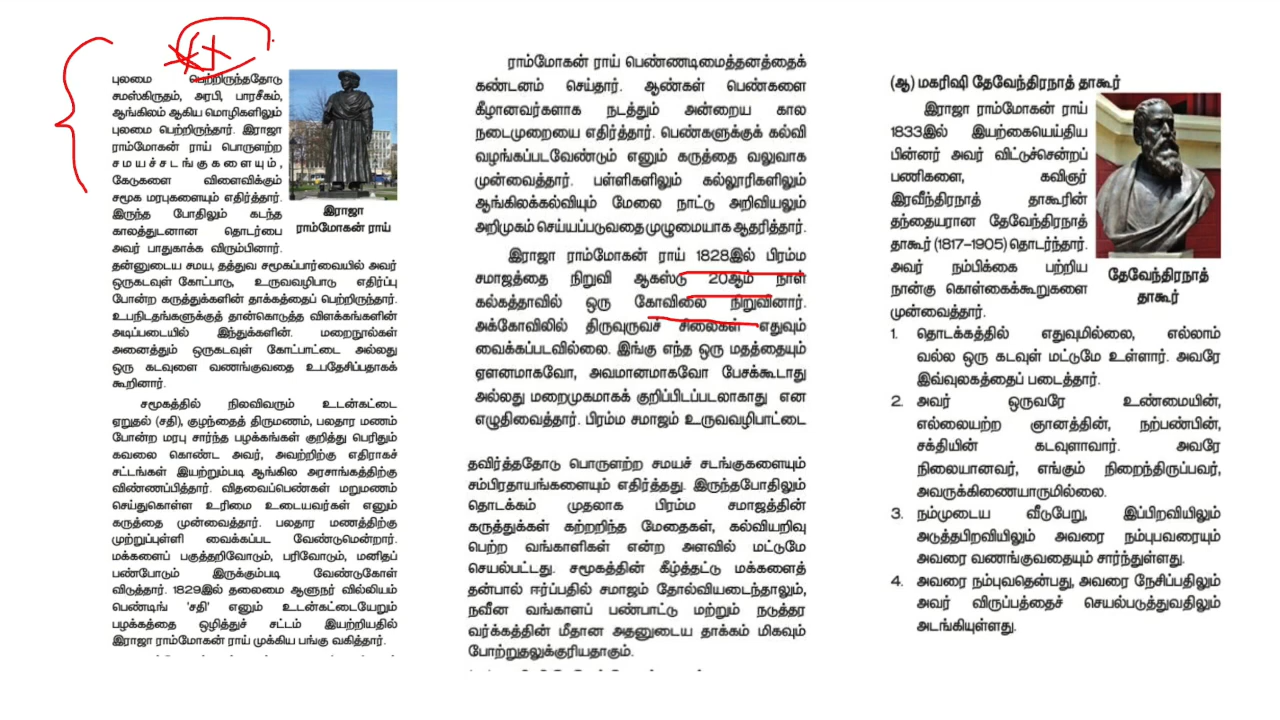 புலமை பெற்றிருந்ததோடு
சமஸ்கிருதம், அரபி, பாரசீகம்,
ஆங்கிலம் ஆகிய மொழிகளிலும்
புலமை பெற்றிருந்தார். இராஜா
ராம்மோகன் ராய் பொருளற்ற
சமயச்சடங்குகளையும்,
கேடுகளை விளைவிக்கும்
சமூக மரபுகளையும் எதிர்த்தார்.
இருந்த போதிலும் கடந்த
காலத்துடனான தொடர்பை
அவர் பாதுகாக்க விரும்பினார்.
இராஜா
ராம்மோகன் ராய்
தன்னுடைய சமய, தத்துவ சமூகப்பார்வையில் அவர்
ஒருகடவுள் கோட்பாடு, உருவவழிபாடு எதிர்ப்பு
போன்ற கருத்துக்களின் தாக்கத்தைப் பெற்றிருந்தார்.
உபநிடதங்களுக்குத் தான்கொடுத்த விளக்கங்களின்
அடிப்படையில் இந்துக்களின். மறைநூல்கள்
அனைத்தும் ஒருகடவுள் கோட்பாட்டை அல்லது
ஒரு கடவுளை வணங்குவதை உபதேசிப்பதாகக்
கூறினார்.
சமூகத்தில் நிலவிவரும் உடன்கட்டை
ஏறுதல் (சதி), குழந்தைத் திருமணம், பலதார மணம்
போன்ற மரபு சார்ந்த பழக்கங்கள் குறித்து பெரிதும்
கவலை கொண்ட அவர், அவற்றிற்கு எதிராகச்
சட்டங்கள் இயற்றும்படி ஆங்கில அரசாங்கத்திற்கு
விண்ணப்பித்தார். விதவைப்பெண்கள் மறுமணம்
செய்துகொள்ள உரிமை உடையவர்கள் எனும்
கருத்தை முன்வைத்தார். பலதார மணத்திற்கு
முற்றுப்புள்ளி வைக்கப்பட வேண்டுமென்றார்.
மக்களைப் பகுத்தறிவோடும், பரிவோடும், மனிதப்
பண்போடும் இருக்கும்படி வேண்டுகோள்
விடுத்தார். 1829இல் தலைமை ஆளுநர் வில்லியம்
பெண்டிங் 'சதி' எனும் உடன்கட்டையேறும்
பழக்கத்தை ஒழித்துச் சட்டம் இயற்றியதில்
இராஜா ராம்மோகன் ராய் முக்கிய பங்கு வகித்தார்.
ராம்மோகன் ராய் பெண்ணடிமைத்தனத்தைக்
கண்டனம் செய்தார். ஆண்கள் பெண்களை
கீழானவர்களாக நடத்தும் அன்றைய கால
நடைமுறையை எதிர்த்தார். பெண்களுக்குக் கல்வி
வழங்கப்படவேண்டும் எனும் கருத்தை வலுவாக
முன்வைத்தார். பள்ளிகளிலும் கல்லூரிகளிலும்
ஆங்கிலக்கல்வியும் மேலை நாட்டு அறிவியலும்
அறிமுகம் செய்யப்படுவதை முழுமையாக ஆதரித்தார்.
இராஜா ராம்மோகன் ராய் 1828இல் பிரம்ம
சமாஜத்தை நிறுவி ஆகஸ்டு 20ஆம் நாள்
கல்கத்தாவில் ஒரு கோவிலை நிறுவினார்.
அக்கோவிலில் திருவுருவச் சிலைகள் எதுவும்
வைக்கப்படவில்லை. இங்கு எந்த ஒரு மதத்தையும்
ஏளனமாகவோ, அவமானமாகவோ பேசக்கூடாது
அல்லது மறைமுகமாகக் குறிப்பிடப்படலாகாது என
எழுதிவைத்தார். பிரம்ம சமாஜம் உருவவழிபாட்டை
தவிர்த்ததோடு பொருளற்ற சமயச் சடங்குகளையும்
சம்பிரதாயங்களையும் எதிர்த்தது. இருந்தபோதிலும்
தொடக்கம் முதலாக பிரம்ம சமாஜத்தின்
கருத்துக்கள் கற்றறிந்த மேதைகள், கல்வியறிவு
பெற்ற வங்காளிகள் என்ற அளவில் மட்டுமே
செயல்பட்டது. சமூகத்தின் கீழ்த்தட்டு மக்களைத்
தன்பால் ஈர்ப்பதில் சமாஜம் தோல்வியடைந்தாலும்,
நவீன வங்காளப் பண்பாட்டு மற்றும் நடுத்தர
வர்க்கத்தின் மீதான அதனுடைய தாக்கம் மிகவும்
போற்றுதலுக்குரியதாகும்.
(ஆ) மகரிஷி தேவேந்திரநாத் தாகூர்
இராஜா ராம்மோகன் ராய்
1833இல் இயற்கையெய்திய
பின்னர் அவர் விட்டுச்சென்றப்
பணிகளை, கவிஞர்
இரவீந்திரநாத் தாகூரின்
தந்தையரான தேவேந்திரநாத்
தாகூர் (1817–1905) தொடர்ந்தார்.
அவர் நம்பிக்கை பற்றிய
நான்கு கொள்கைக்கூறுகளை
முன்வைத்தார்.
தேவேந்திரநாத்
தாகூர்
1. தொடக்கத்தில் எதுவுமில்லை, எல்லாம்
வல்ல ஒரு கடவுள் மட்டுமே உள்ளார். அவரே
இவ்வுலகத்தைப் படைத்தார்.
2. அவர் ஒருவரே உண்மையின்,
எல்லையற்ற ஞானத்தின், நற்பண்பின்,
சக்தியின் கடவுளாவார். அவரே
நிலையானவர், எங்கும் நிறைந்திருப்பவர்,
அவருக்கிணையாருமில்லை.
3. நம்முடைய வீடுபேறு, இப்பிறவியிலும்
அடுத்தபிறவியிலும் அவரை நம்புபவரையும்
அவரை வணங்குவதையும் சார்ந்துள்ளது.
4. அவரை நம்புவதென்பது, அவரை நேசிப்பதிலும்
அவர் விருப்பத்தைச் செயல்படுத்துவதிலும்
அடங்கியுள்ளது.